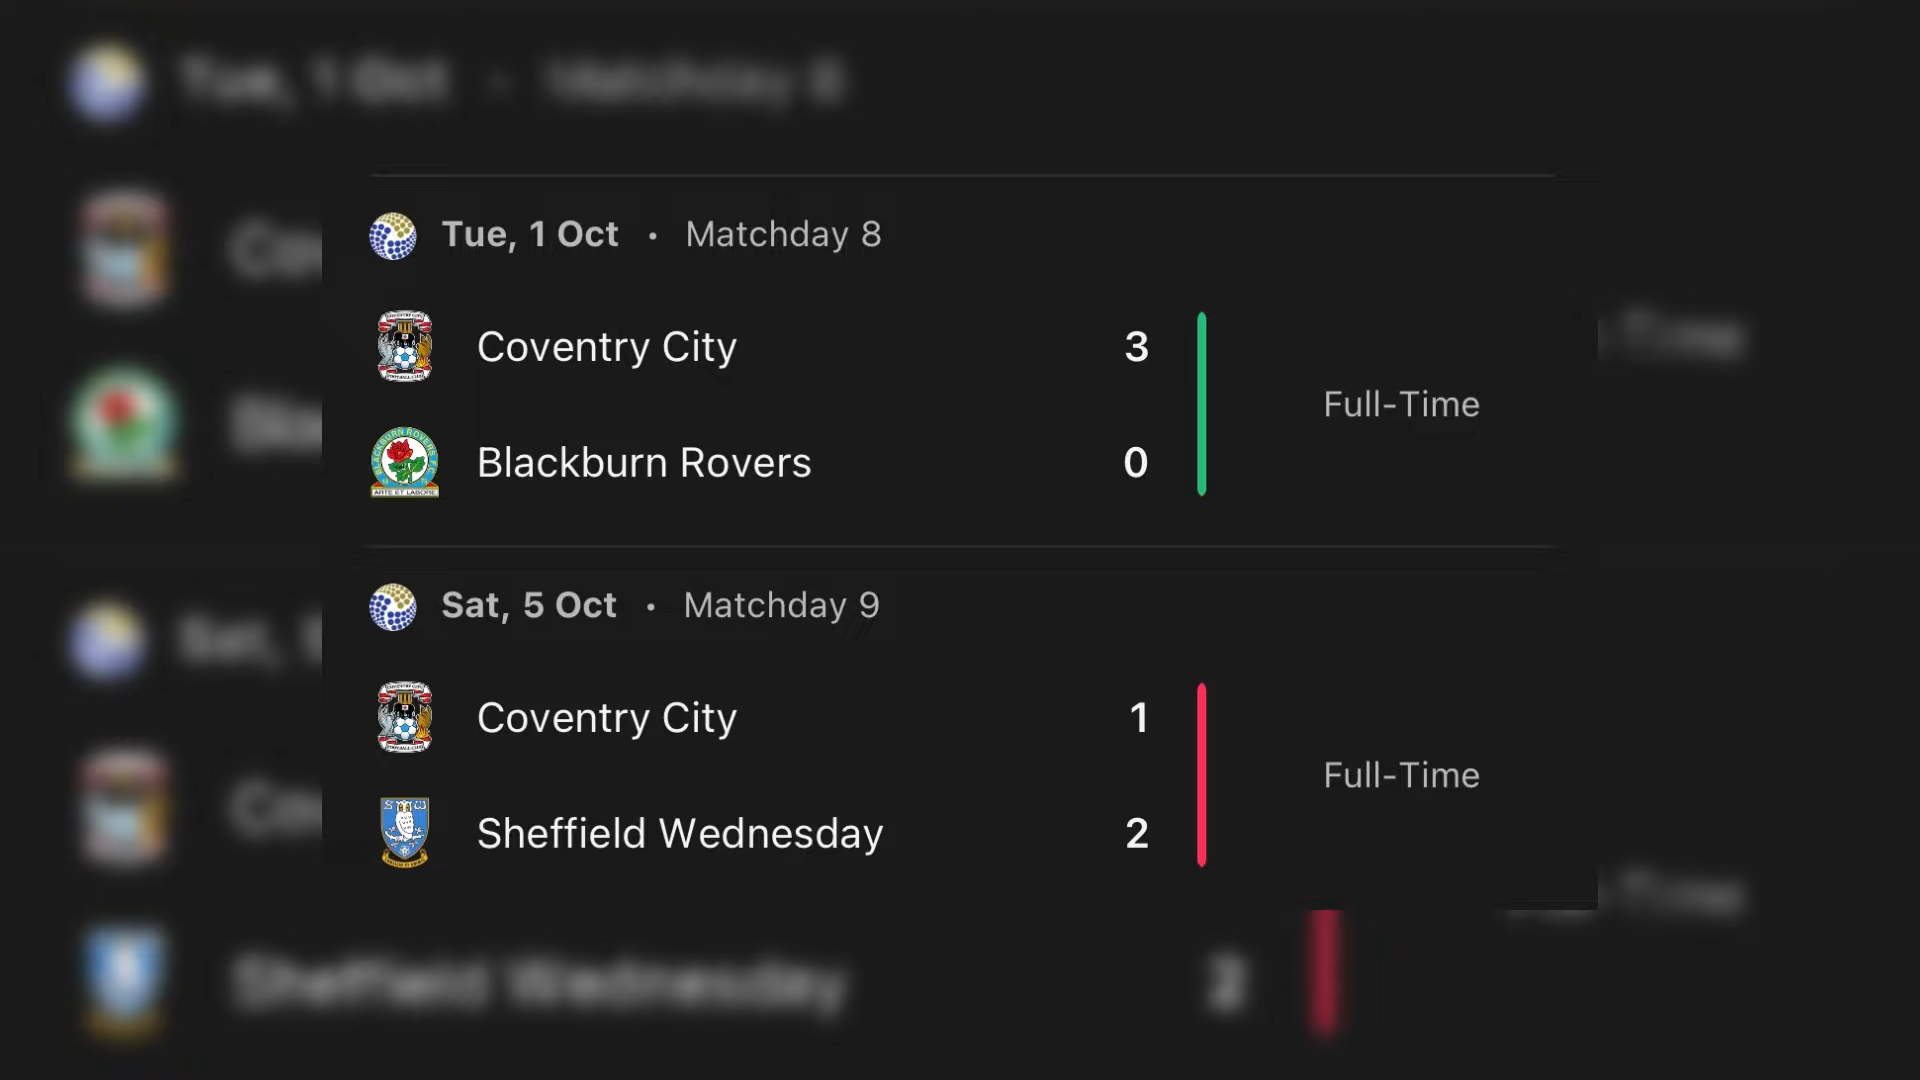 Tue, 1 Oct · Matchday 8
Coventry City 3
Full-Time
Blackburn Rovers 0
Sat, 5 Oct · Matchday 9
Coventry City 1
Full-Time
Sheffield Wednesday 2